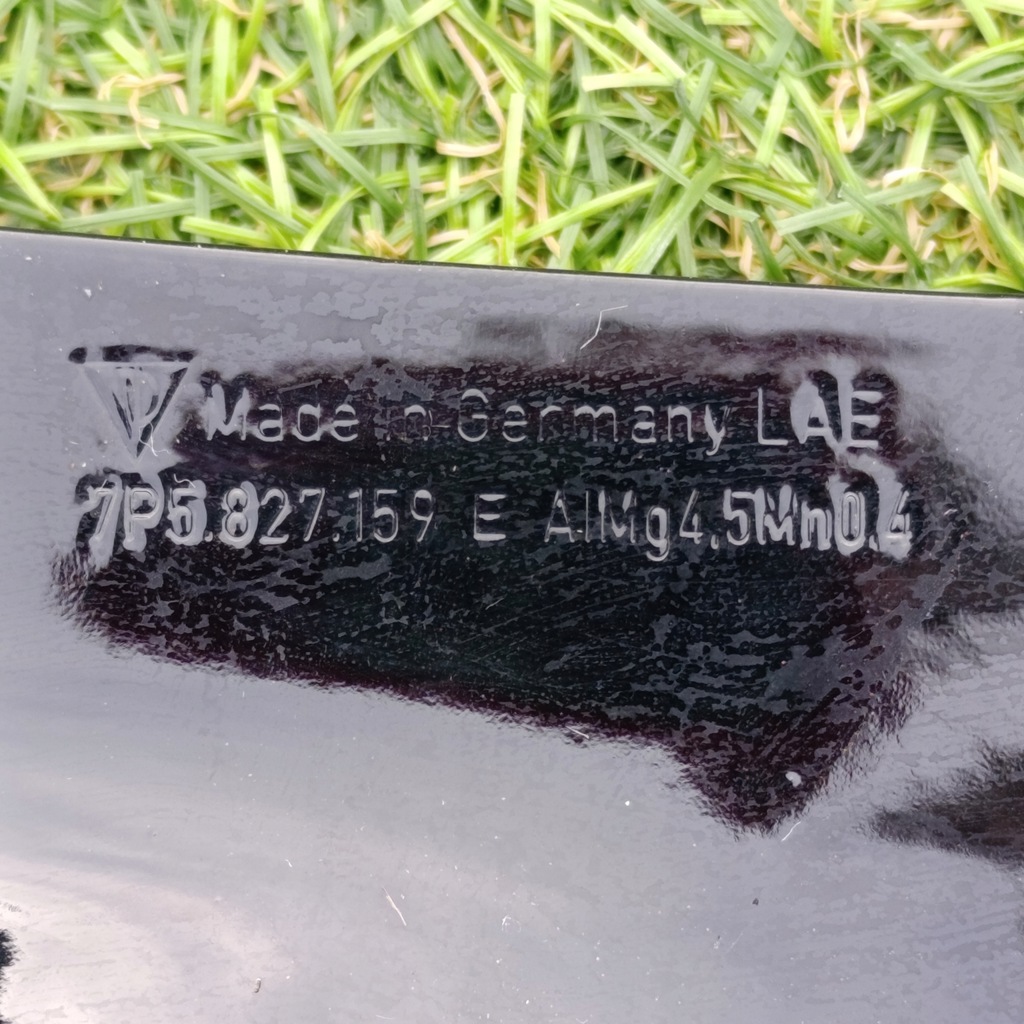 Made in Germany LAE
7P5.827.159 E AlMg4.5Mn0.4